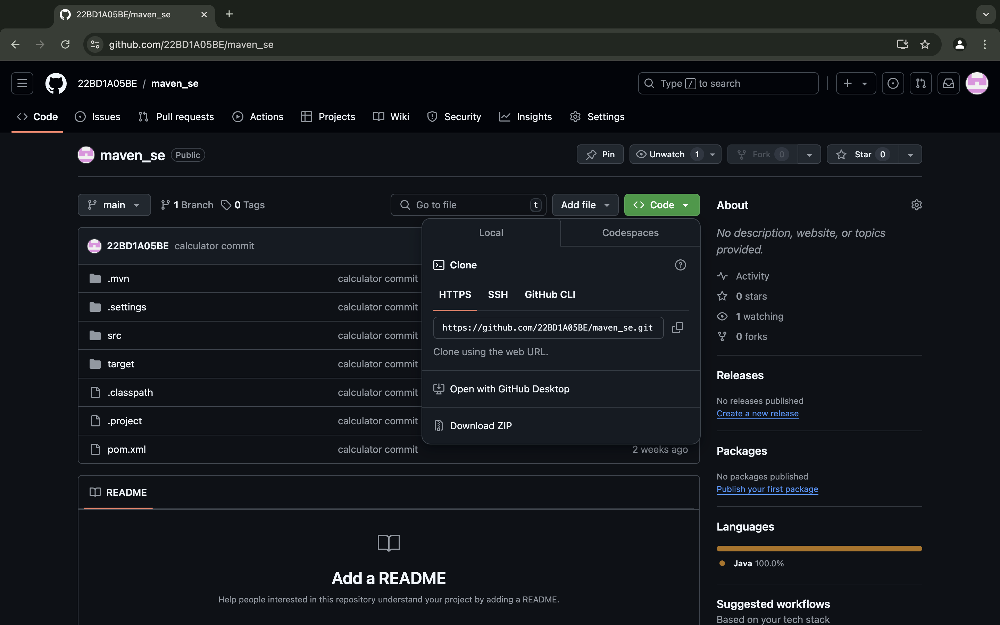 22BD1A05BE/maven_se
github.com/22BD1A05BE/maven_se
22BD1A05BE / maven_se
Type / to search
Code Issues Pull requests Actions Projects Wiki Security Insights Settings
maven_se Public
Pin Unwatch 1 Fork 0 Star 0
main 1 Branch 0 Tags
Go to file t Add file Code
22BD1A05BE calculator commit
.mvn calculator commit
.settings calculator commit
src calculator commit
target calculator commit
.classpath calculator commit
.project calculator commit
pom.xml calculator commit 2 weeks ago
Local Codespaces
Clone
HTTPS SSH GitHub CLI
https://github.com/22BD1A05BE/maven_se.git
Clone using the web URL.
Open with GitHub Desktop
Download ZIP
README
Add a README
Help people interested in this repository understand your project by adding a README.
About
No description, website, or topics
provided.
Activity
0 stars
1 watching
0 forks
Releases
No releases published
Create a new release
Packages
No packages published
Publish your first package
Languages
Java 100.0%
Suggested workflows
Based on your tech stack